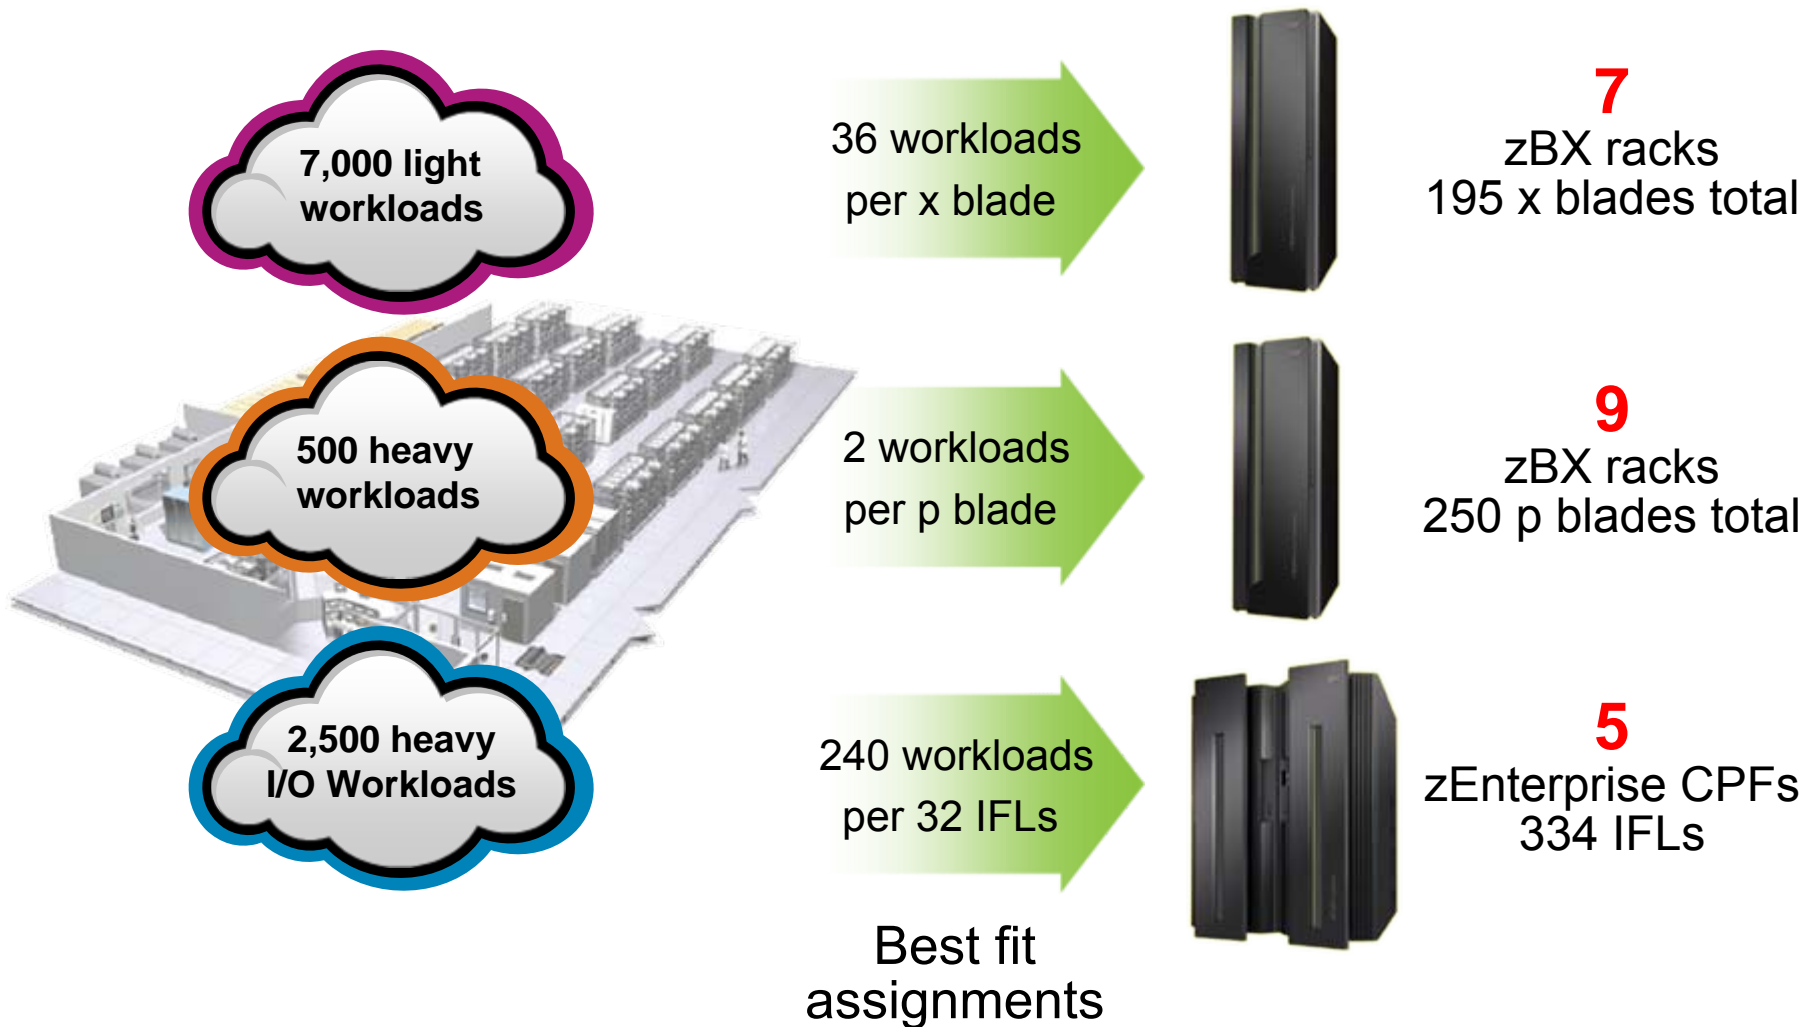 7,000 light
workloads
36 workloads
per x blade
7
zBX racks
195 x blades total
500 heavy
workloads
2 workloads
per p blade
9
zBX racks
250 p blades total
2,500 heavy
I/O Workloads
240 workloads
per 32 IFLs
5
zEnterprise CPFs
334 IFLs
Best fit
assignments